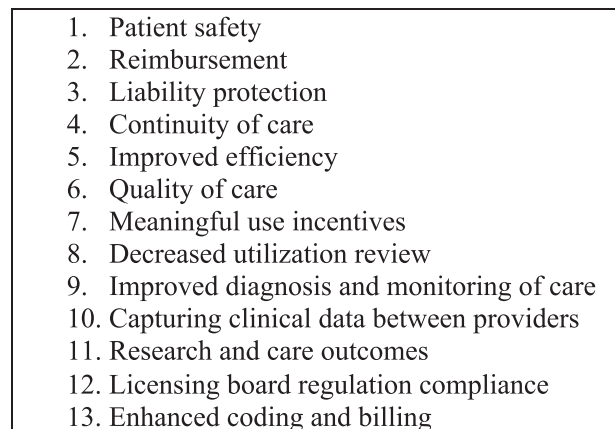 1. Patient safety
2. Reimbursement
3. Liability protection
4. Continuity of care
5. Improved efficiency
6. Quality of care
7. Meaningful use incentives
8. Decreased utilization review
9. Improved diagnosis and monitoring of care
10. Capturing clinical data between providers
11. Research and care outcomes
12. Licensing board regulation compliance
13. Enhanced coding and billing